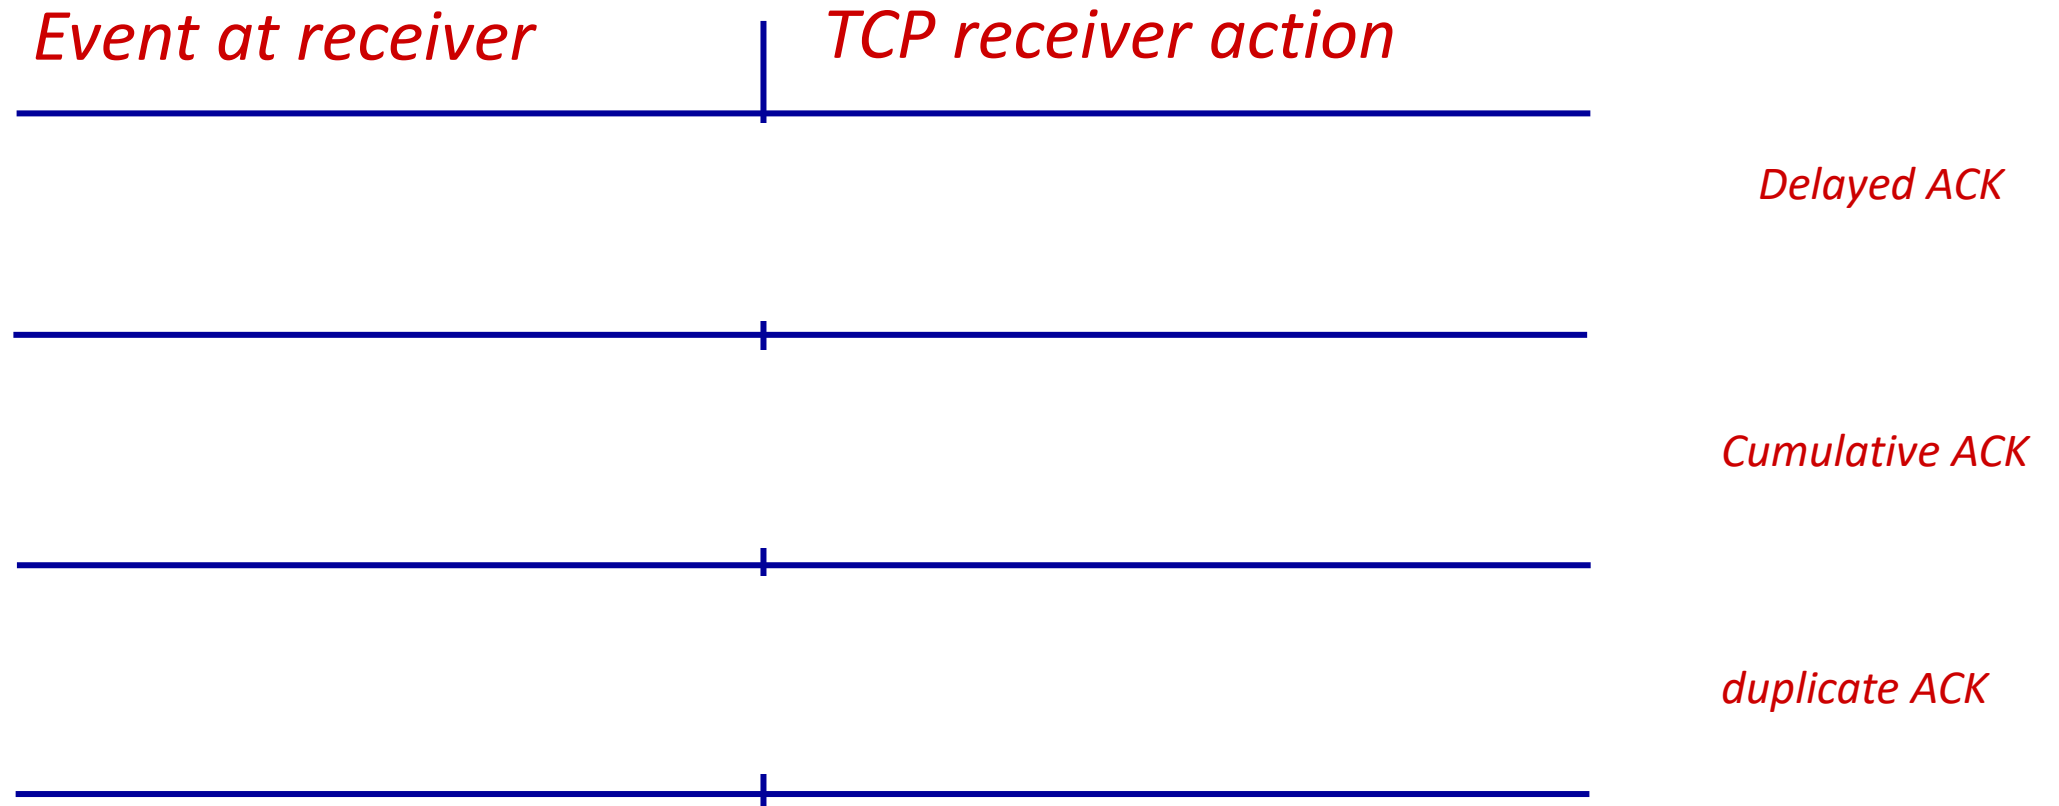 Event at receiver
TCP receiver action
Delayed ACK
Cumulative ACK
duplicate ACK